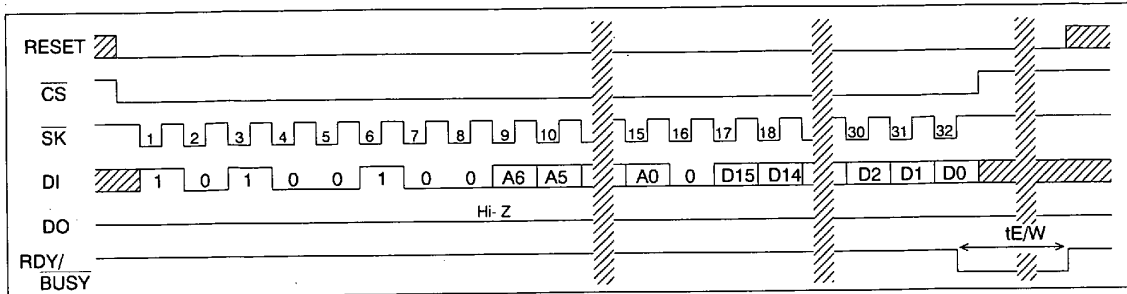 RESET
CS
SK 1 2 3 4 5 6 7 8 9 10 15 16 17 18 30 31 32
DI 1 0 1 0 0 1 0 0 A6 A5 A0 0 D15 D14 D2 D1 D0
Hi-Z
DO
tE/W
RDY/
BUSY